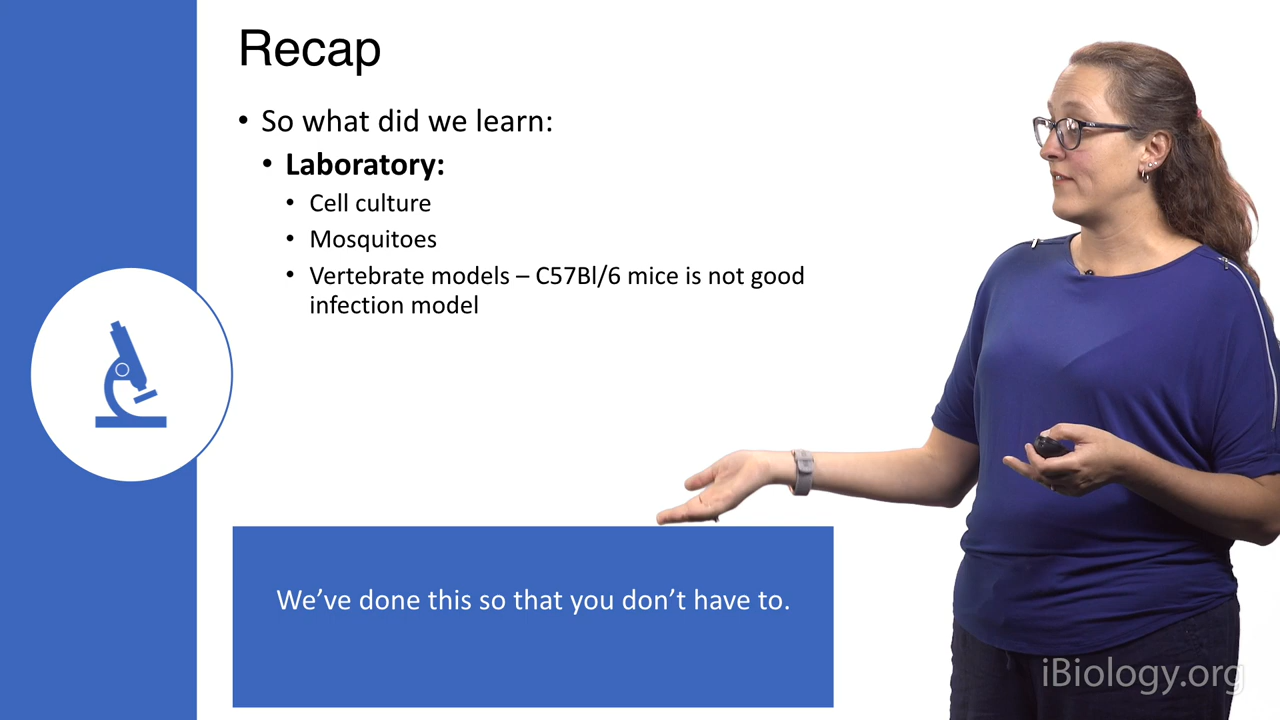 Recap
• So what did we learn:
• Laboratory:
• Cell culture
• Mosquitoes
• Vertebrate models – C57Bl/6 mice is not good
infection model
We’ve done this so that you don’t have to.
iBiology.org